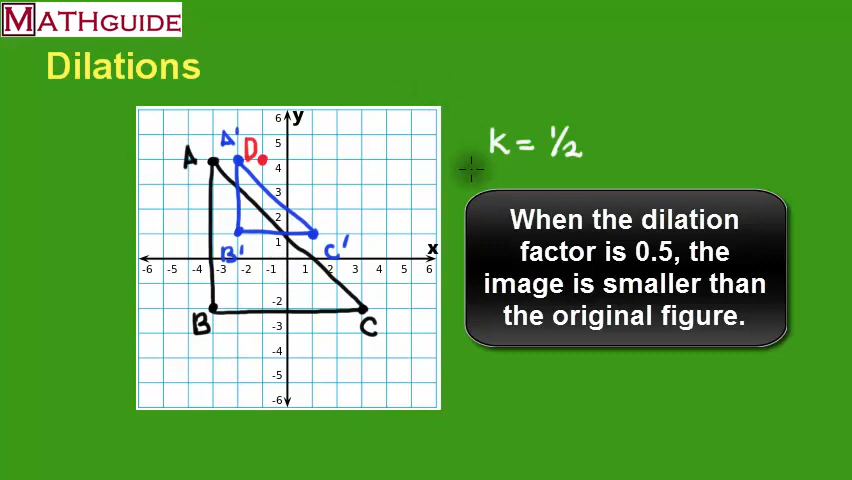 MATHGUIDE
Dilations
k = 1/2
When the dilation
factor is 0.5, the
image is smaller than
the original figure.
y
6
5
4
3
2
1
x
-6 -5 -4 -3 -2 -1 1 2 3 4 5 6
-2
-3
-4
-5
-6
A
A'
D
B'
C'
B
C